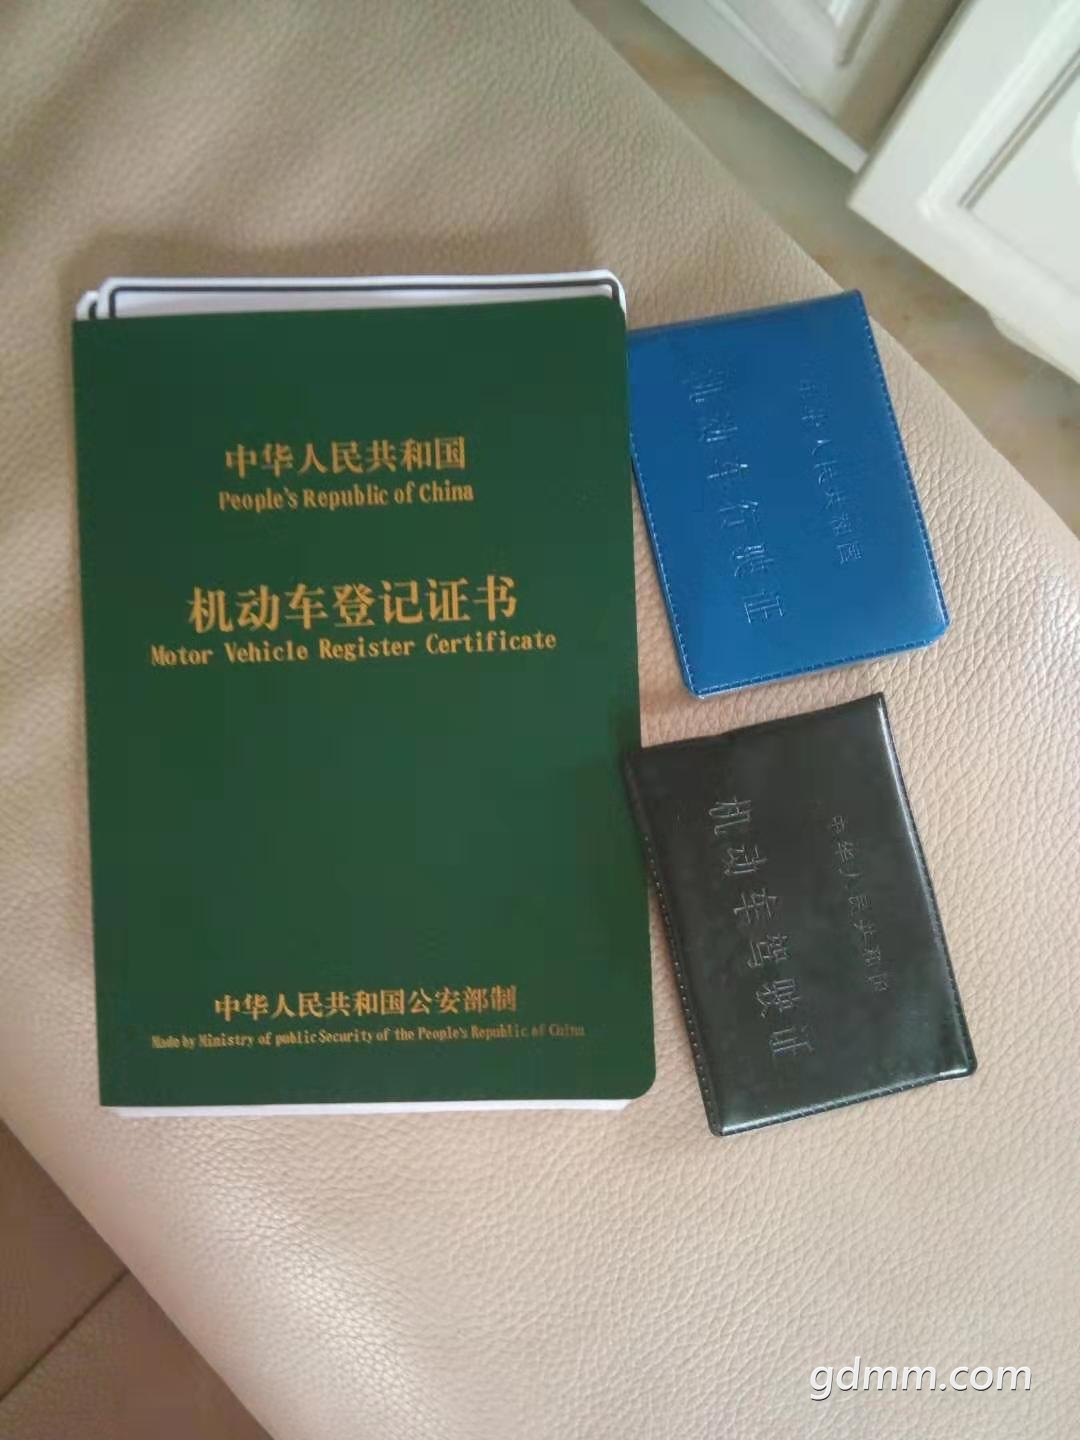 中华人民共和国
People's Republic of China
机动车登记证书
Motor Vehicle Register Certificate
中华人民共和国公安部制
Made by Ministry of public Security of the People's Republic of China
中华人民共和国
机动车行驶证
中华人民共和国
机动车驾驶证
gdmm.com